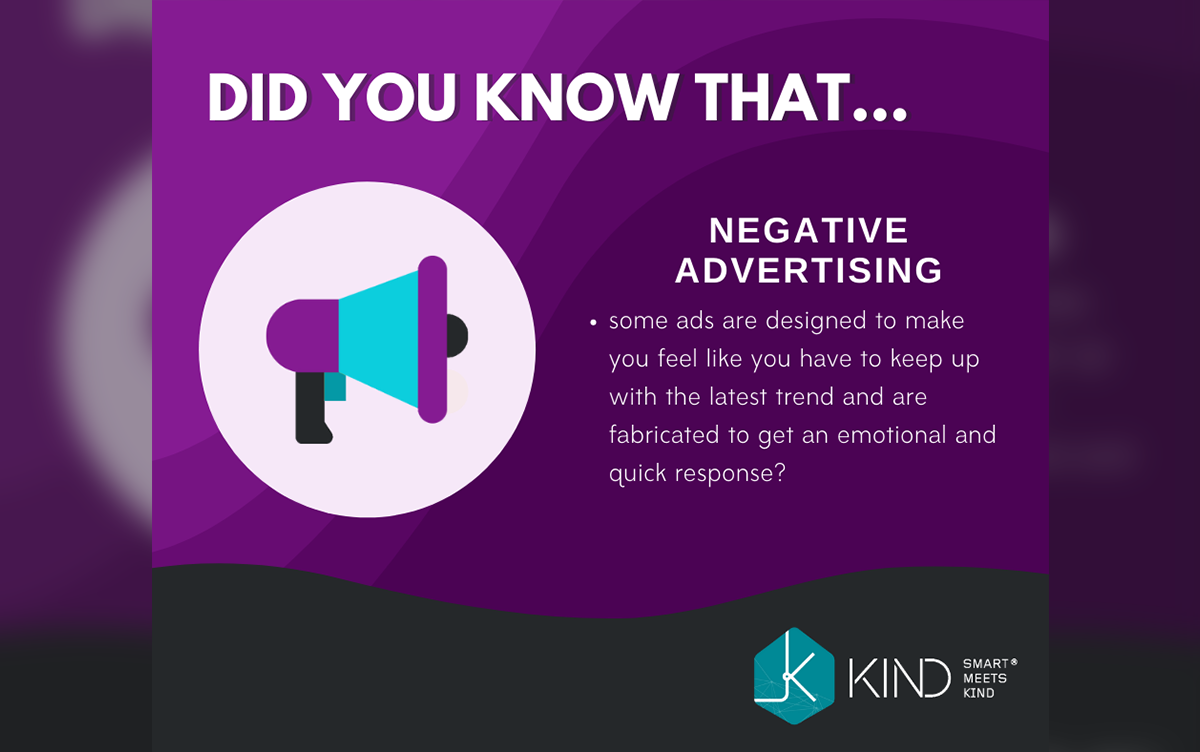 DID YOU KNOW THAT...
NEGATIVE
ADVERTISING
• some ads are designed to make
you feel like you have to keep up
with the latest trend and are
fabricated to get an emotional and
quick response?
KIND
SMART®
MEETS
KIND